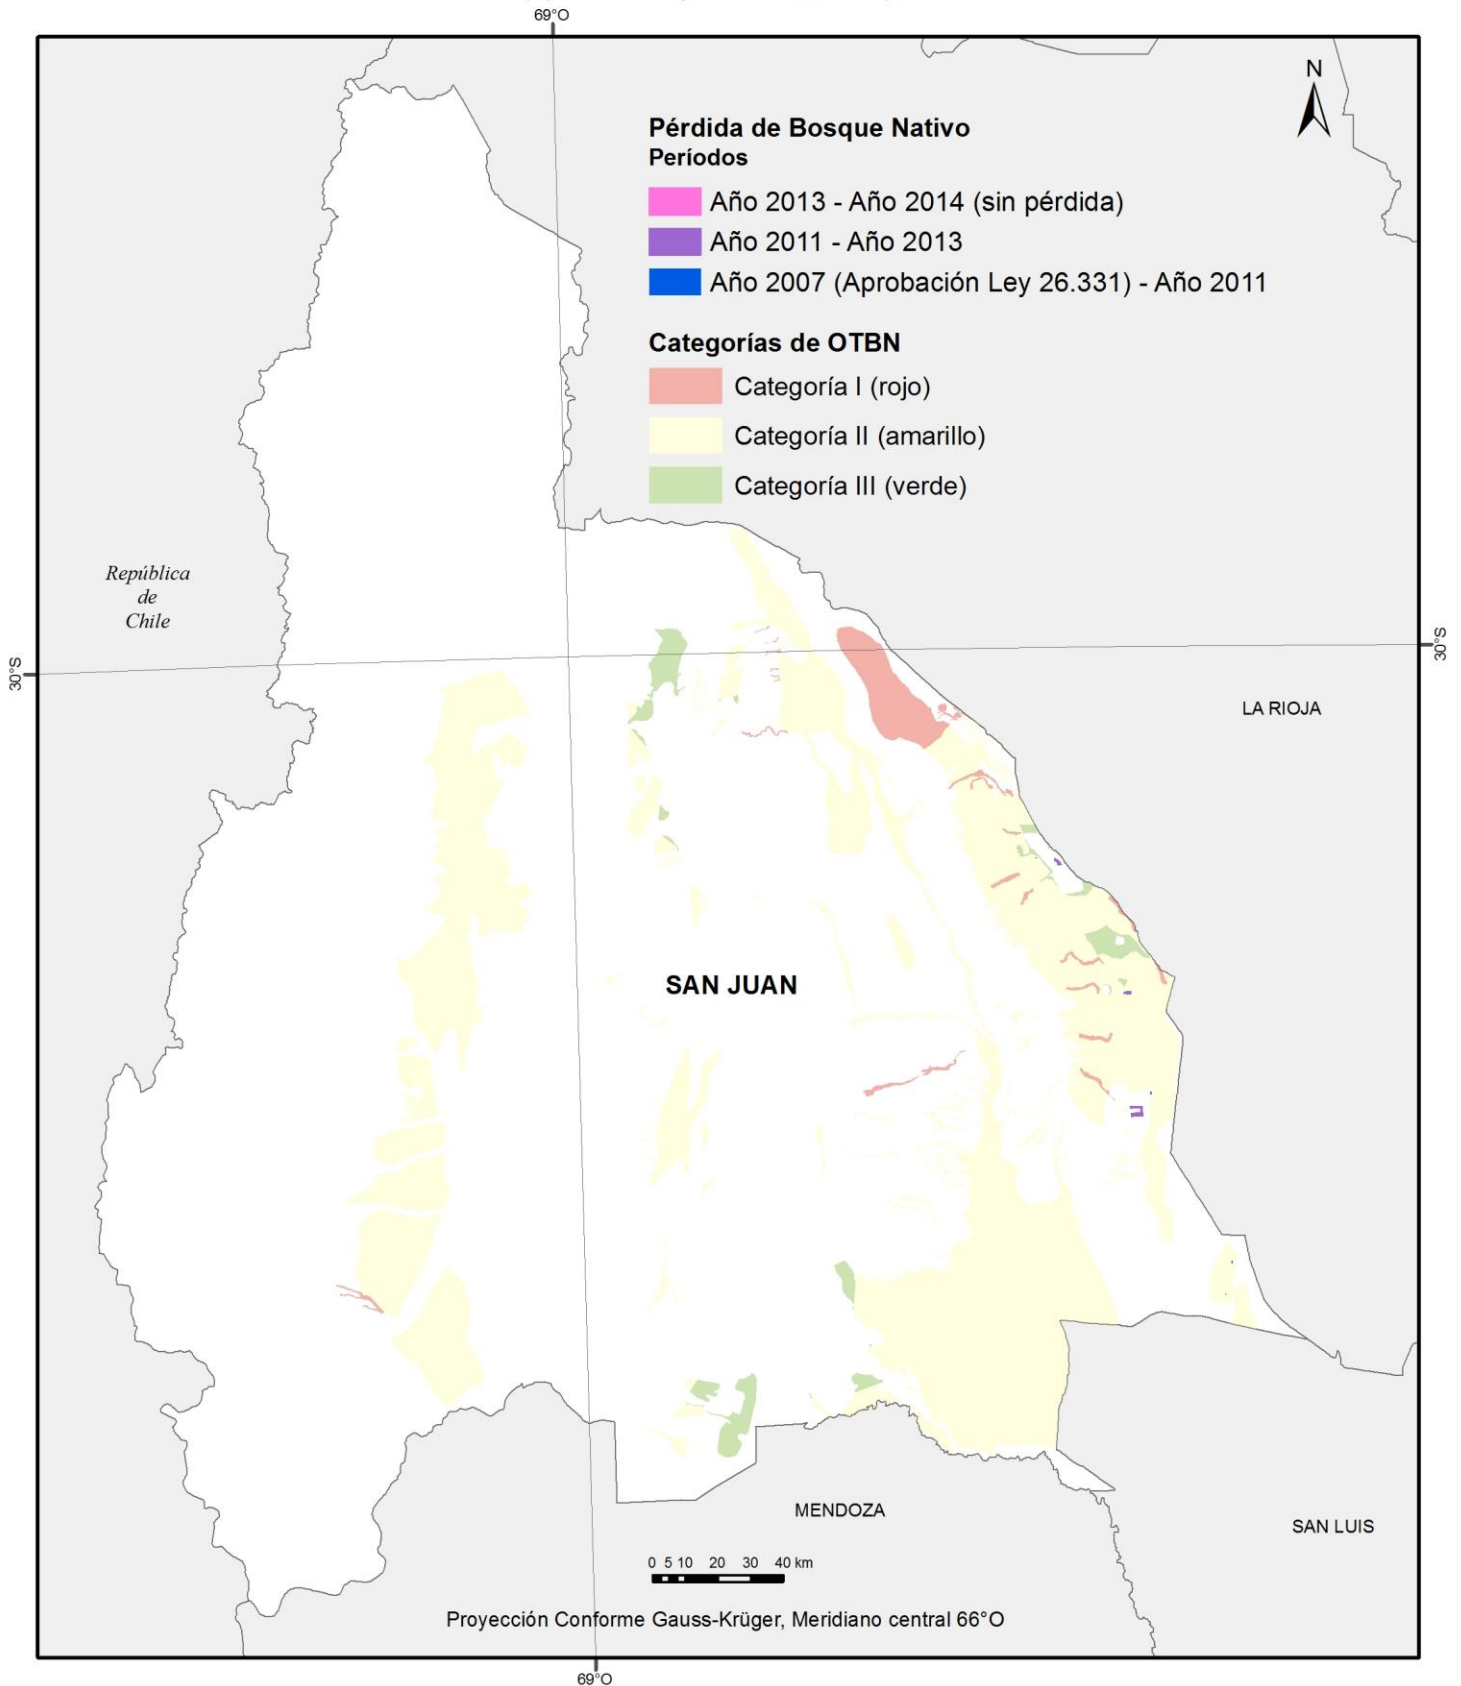 69°O
N
Pérdida de Bosque Nativo
Períodos
Año 2013 - Año 2014 (sin pérdida)
Año 2011 - Año 2013
Año 2007 (Aprobación Ley 26.331) - Año 2011
Categorías de OTBN
Categoría I (rojo)
Categoría II (amarillo)
Categoría III (verde)
República
de
Chile
30°S
30°S
LA RIOJA
SAN JUAN
MENDOZA
SAN LUIS
0 5 10 20 30 40 km
Proyección Conforme Gauss-Krüger, Meridiano central 66°O
69°O